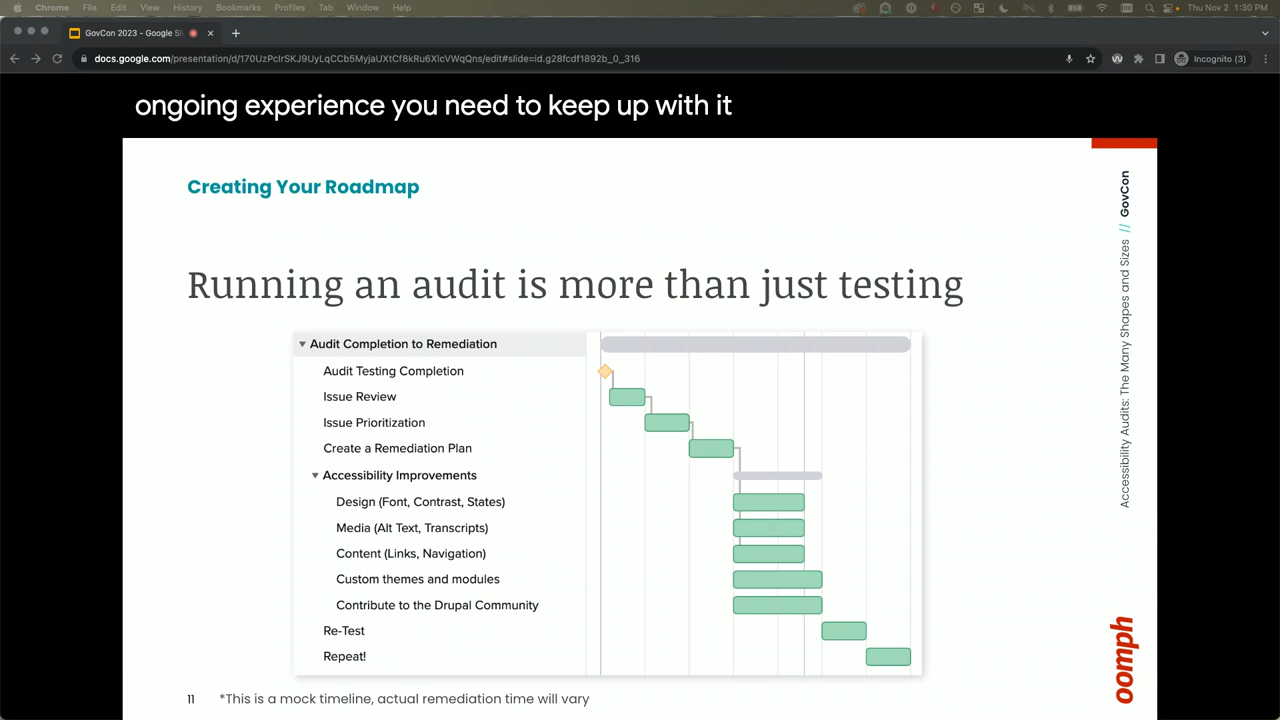 Chrome File Edit View History Bookmarks Profiles Tab Window Help Thu Nov 2 1:30 PM
GovCon 2023 - Google Sl
docs.google.com/presentation/d/170UzPclrSKJ9UyLqCCb5MyjaUXtCf8kRu6XlcVWqQns/edit#slide=id.g28fcdf1892b_0_316
Incognito (3)
ongoing experience you need to keep up with it
Creating Your Roadmap
Running an audit is more than just testing
Audit Completion to Remediation
Audit Testing Completion
Issue Review
Issue Prioritization
Create a Remediation Plan
Accessibility Improvements
Design (Font, Contrast, States)
Media (Alt Text, Transcripts)
Content (Links, Navigation)
Custom themes and modules
Contribute to the Drupal Community
Re-Test
Repeat!
11 *This is a mock timeline, actual remediation time will vary
Accessibility Audits: The Many Shapes and Sizes // GovCon
oomph